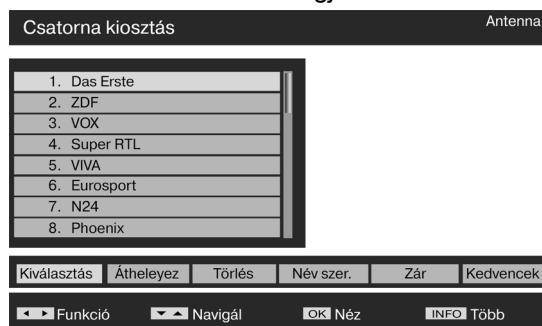 Csatorna kiosztás Antenna
1. Das Erste
2. ZDF
3. VOX
4. Super RTL
5. VIVA
6. Eurosport
7. N24
8. Phoenix
Kiválasztás Átheleyez Törlés Név szer. Zár Kedvencek
Funkció Navigál OK Néz INFO Több